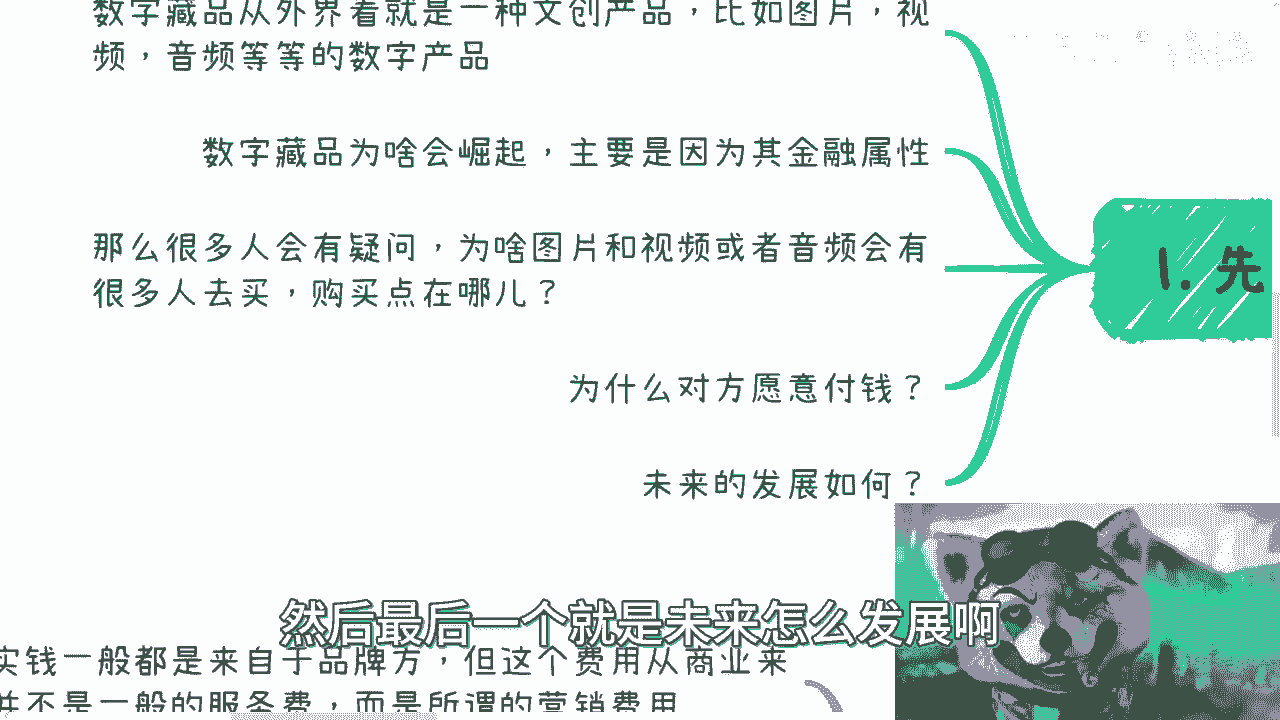 数字藏品从外界看就是一种文创产品，比如图片，视
频，音频等等的数字产品
数字藏品为啥会崛起，主要是因为其金融属性
那么很多人会有疑问，为啥图片和视频或者音频会有
很多人去买，购买点在哪儿？
1. 先
为什么对方愿意付钱？
未来的发展如何？
然后最后一个就是未来怎么发展啊
实钱一般都是来自于品牌方，但这个费用从商业来
并不是一般的服务费，而是所谓的营销费用